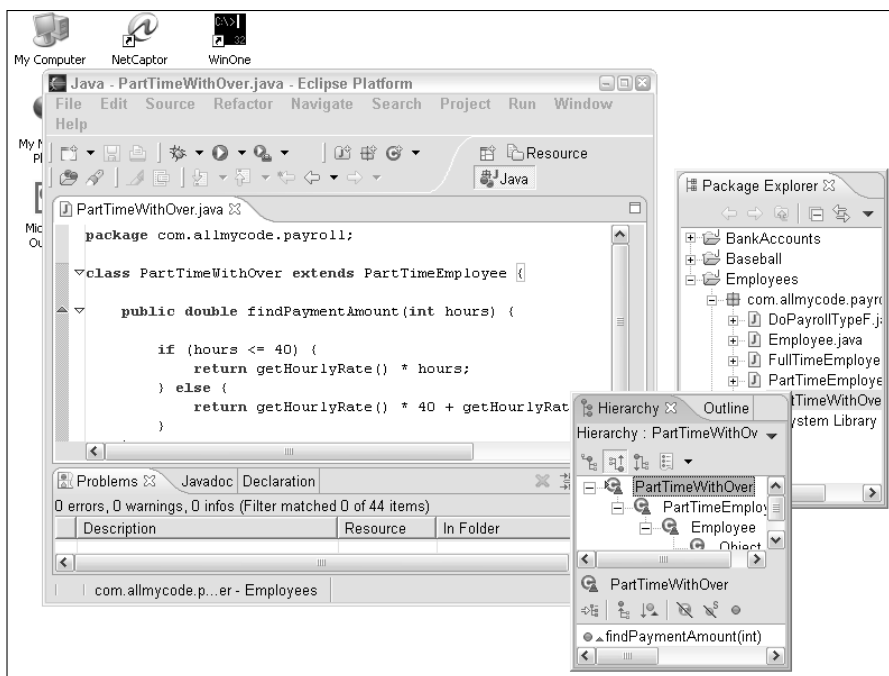 My Computer
NetCaptor
C:\>
32
WinOne
Java - PartTimeWithOver.java - Eclipse Platform
File Edit Source Refactor Navigate Search Project Run Window
Help
Resource
Java
PartTimeWithOver.java
package com.allmycode.payroll;
class PartTimeWithOver extends PartTimeEmployee {
public double findPaymentAmount(int hours) {
if (hours <= 40) {
return getHourlyRate() * hours;
} else {
return getHourlyRate() * 40 + getHourlyRat
}
Problems Javadoc Declaration
0 errors, 0 warnings, 0 infos (Filter matched 0 of 44 items)
Description Resource In Folder
com.allmycode.p...er - Employees
Package Explorer
BankAccounts
Baseball
Employees
com.allmycode.payro
DoPayrollTypeF.ja
Employee.java
FullTimeEmploye
PartTimeEmploye
tTimeWithOve
ystem Library
Hierarchy Outline
Hierarchy : PartTimeWithOv
PartTimeWithOver
PartTimeEmploy
Employee
Object
PartTimeWithOver
findPaymentAmount(int)